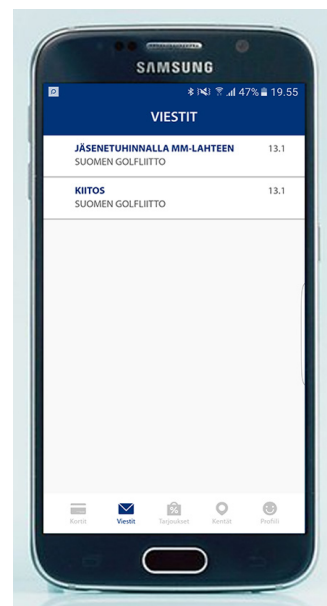 SAMSUNG
47% 19.55
VIESTIT
JÄSENETUHINNALLA MM-LAHTEEN 13.1
SUOMEN GOLFLIITTO
KIITOS 13.1
SUOMEN GOLFLIITTO
Kortit Viestit Tarjoukset Kentät Profiili